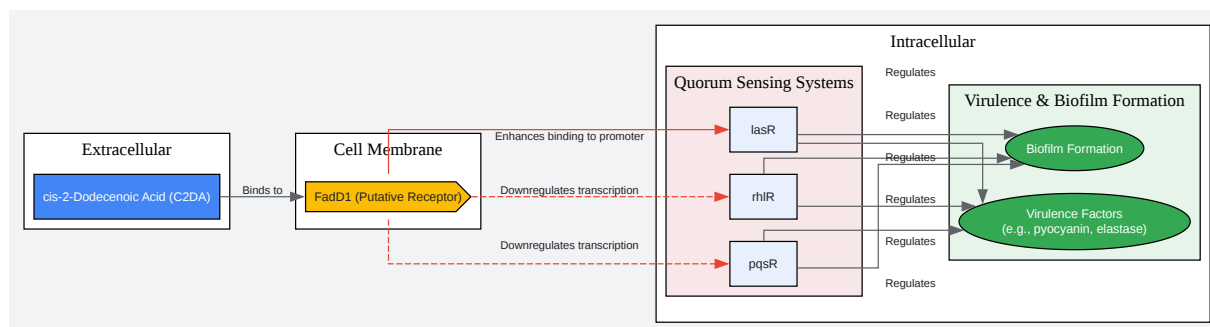 Intracellular
Quorum Sensing Systems
Regulates
Virulence & Biofilm Formation
Regulates
Enhances binding to promoter
lasR
Extracellular
Cell Membrane
Biofilm Formation
Regulates
cis-2-Dodecenoic Acid (C2DA)
Binds to
FadD1 (Putative Receptor)
Downregulates transcription
rhlR
Regulates
Virulence Factors
(e.g., pyocyanin, elastase)
Downregulates transcription
Regulates
pqsR
Regulates